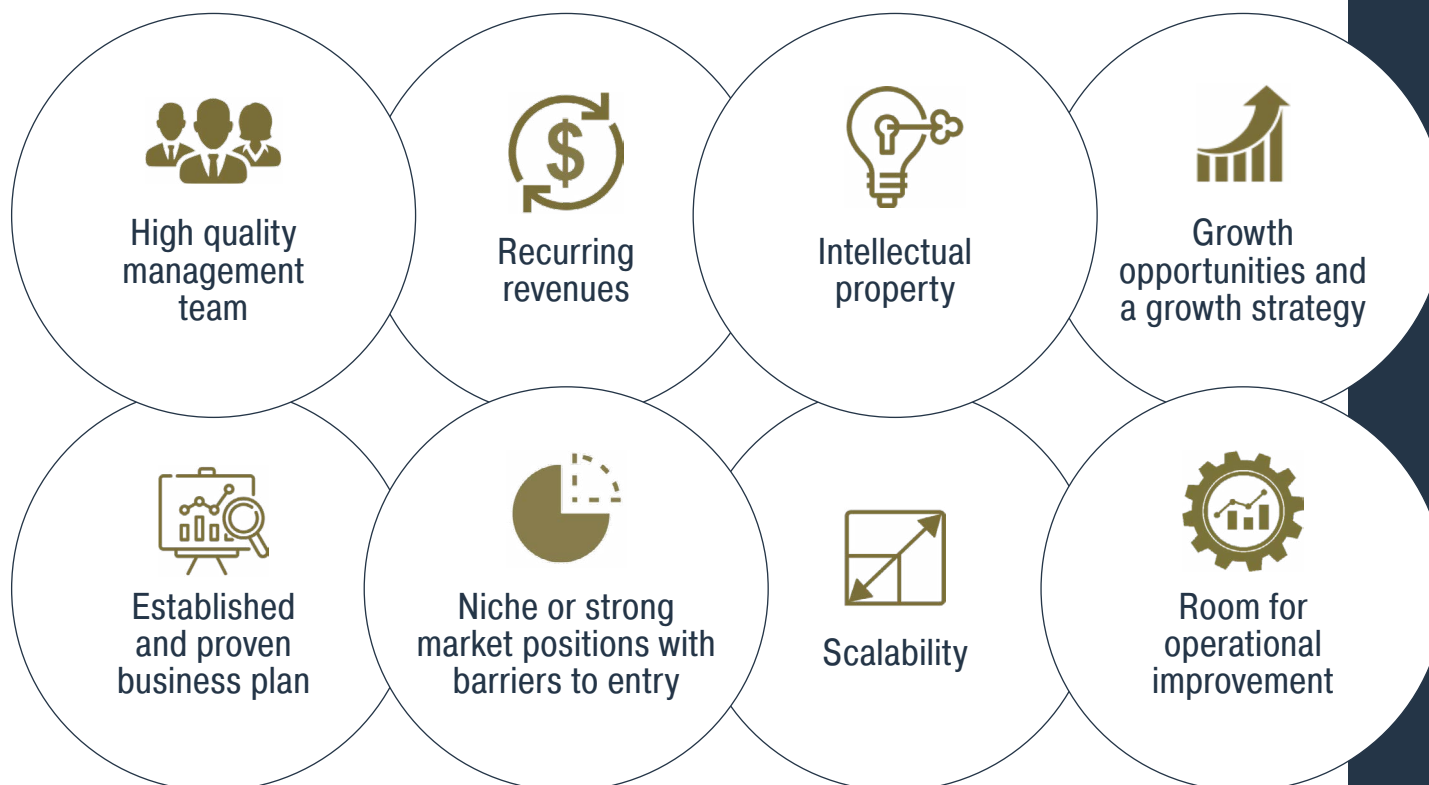 High quality
management
team
Recurring
revenues
Intellectual
property
Growth
opportunities and
a growth strategy
Established
and proven
business plan
Niche or strong
market positions with
barriers to entry
Scalability
Room for
operational
improvement